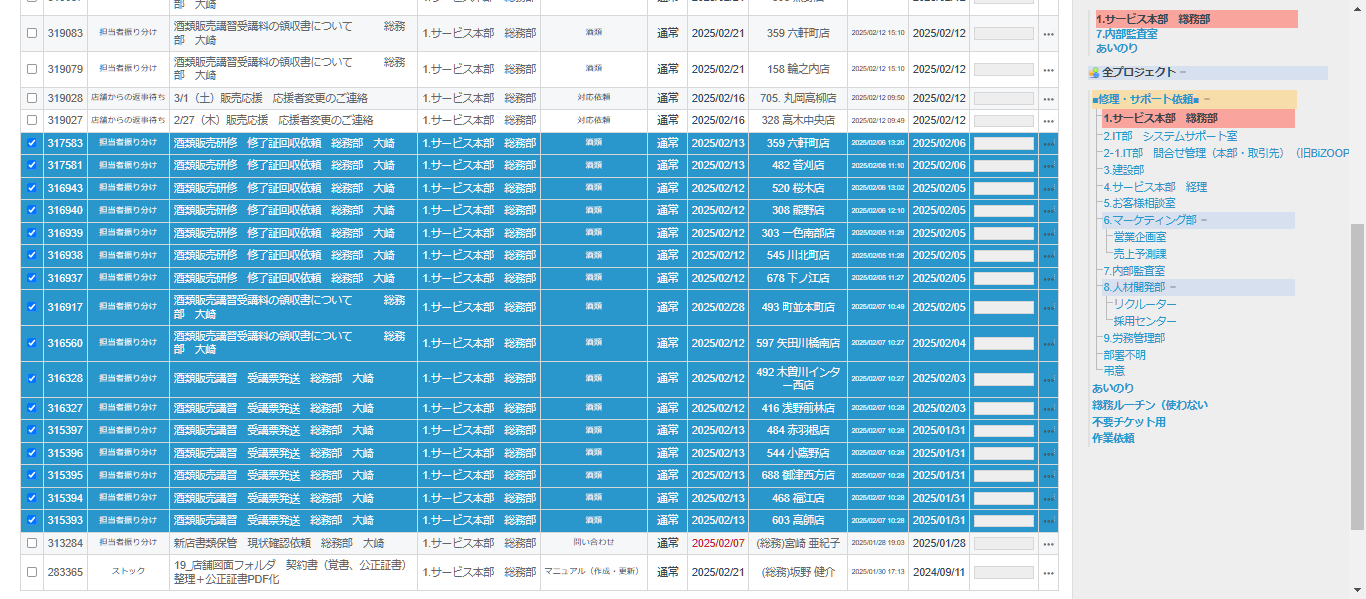 部　大崎
319083 担当者振り分け 酒類販売講習受講料の領収書について　　　総務部　大崎 1.サービス本部　総務部 酒類 通常 2025/02/21 359 六軒町店 2025/02/12 15:10 2025/02/12 ...
319079 担当者振り分け 酒類販売講習受講料の領収書について　　　総務部　大崎 1.サービス本部　総務部 酒類 通常 2025/02/21 158 輪之内店 2025/02/12 15:10 2025/02/12 ...
319028 店舗からの返事待ち 3/1（土）販売応援　応援者変更のご連絡 1.サービス本部　総務部 対応依頼 通常 2025/02/16 705. 丸岡高柳店 2025/02/12 09:50 2025/02/12 ...
319027 店舗からの返事待ち 2/27（木）販売応援　応援者変更のご連絡 1.サービス本部　総務部 対応依頼 通常 2025/02/16 328 高木中央店 2025/02/12 09:49 2025/02/12 ...
317583 担当者振り分け 酒類販売研修　修了証回収依頼　総務部　大崎 1.サービス本部　総務部 酒類 通常 2025/02/13 359 六軒町店 2025/02/06 13:20 2025/02/06 ...
317581 担当者振り分け 酒類販売研修　修了証回収依頼　総務部　大崎 1.サービス本部　総務部 酒類 通常 2025/02/13 482 苔刈店 2025/02/06 11:10 2025/02/06 ...
316943 担当者振り分け 酒類販売研修　修了証回収依頼　総務部　大崎 1.サービス本部　総務部 酒類 通常 2025/02/12 520 桜木店 2025/02/06 13:02 2025/02/05 ...
316940 担当者振り分け 酒類販売研修　修了証回収依頼　総務部　大崎 1.サービス本部　総務部 酒類 通常 2025/02/12 308 熊野店 2025/02/06 12:10 2025/02/05 ...
316939 担当者振り分け 酒類販売研修　修了証回収依頼　総務部　大崎 1.サービス本部　総務部 酒類 通常 2025/02/12 303 一色南部店 2025/02/05 11:29 2025/02/05 ...
316938 担当者振り分け 酒類販売研修　修了証回収依頼　総務部　大崎 1.サービス本部　総務部 酒類 通常 2025/02/12 545 川北町店 2025/02/05 11:28 2025/02/05 ...
316937 担当者振り分け 酒類販売研修　修了証回収依頼　総務部　大崎 1.サービス本部　総務部 酒類 通常 2025/02/12 678 下ノ江店 2025/02/05 11:27 2025/02/05 ...
316917 担当者振り分け 酒類販売講習受講料の領収書について　　　総務部　大崎 1.サービス本部　総務部 酒類 通常 2025/02/28 493 町並本町店 2025/02/07 10:49 2025/02/05 ...
316560 担当者振り分け 酒類販売講習受講料の領収書について　　　総務部　大崎 1.サービス本部　総務部 酒類 通常 2025/02/12 597 矢田川橋南店 2025/02/07 10:27 2025/02/04 ...
316328 担当者振り分け 酒類販売講習　受講票発送　総務部　大崎 1.サービス本部　総務部 酒類 通常 2025/02/12 492 木曽川インター西店 2025/02/07 10:27 2025/02/03 ...
316327 担当者振り分け 酒類販売講習　受講票発送　総務部　大崎 1.サービス本部　総務部 酒類 通常 2025/02/12 416 浅野前林店 2025/02/07 10:28 2025/02/03 ...
315397 担当者振り分け 酒類販売講習　受講票発送　総務部　大崎 1.サービス本部　総務部 酒類 通常 2025/02/13 484 赤羽根店 2025/02/07 10:28 2025/01/31 ...
315396 担当者振り分け 酒類販売講習　受講票発送　総務部　大崎 1.サービス本部　総務部 酒類 通常 2025/02/13 544 小鹿野店 2025/02/07 10:28 2025/01/31 ...
315395 担当者振り分け 酒類販売講習　受講票発送　総務部　大崎 1.サービス本部　総務部 酒類 通常 2025/02/13 688 御津西方店 2025/02/07 10:28 2025/01/31 ...
315394 担当者振り分け 酒類販売講習　受講票発送　総務部　大崎 1.サービス本部　総務部 酒類 通常 2025/02/13 468 福江店 2025/02/07 10:28 2025/01/31 ...
315393 担当者振り分け 酒類販売講習　受講票発送　総務部　大崎 1.サービス本部　総務部 酒類 通常 2025/02/13 603 高師店 2025/02/07 10:28 2025/01/31 ...
313284 担当者振り分け 新店書類保管　現状確認依頼　総務部　大崎 1.サービス本部　総務部 問い合わせ 通常 2025/02/07 (総務)宮崎 亜紀子 2025/01/28 19:03 2025/01/28 ...
283365 ストック 19_店舗図面フォルダ　契約書（覚書、公正証書）整理＋公正証書PDF化 1.サービス本部　総務部 マニュアル（作成・更新） 通常 2025/02/21 (総務)坂野 健介 2025/01/30 17:13 2024/09/11 ...
1.サービス本部　総務部
7.内部監査室
あいのり
全プロジェクト −
■修理・サポート依頼■ −
1.サービス本部　総務部
2.IT部　システムサポート室
2-1.IT部　問合せ管理（本部・取引先）（旧BiZOOP
3.建設部
4.サービス本部　経理
5.お客様相談室
6.マーケティング部 −
営業企画室
売上予測課
7.内部監査室
8.人材開発部 −
リクルーター
採用センター
9.労務管理部
部署不明
弔意
あいのり
総務ルーチン（使わない
不要チケット用
作業依頼